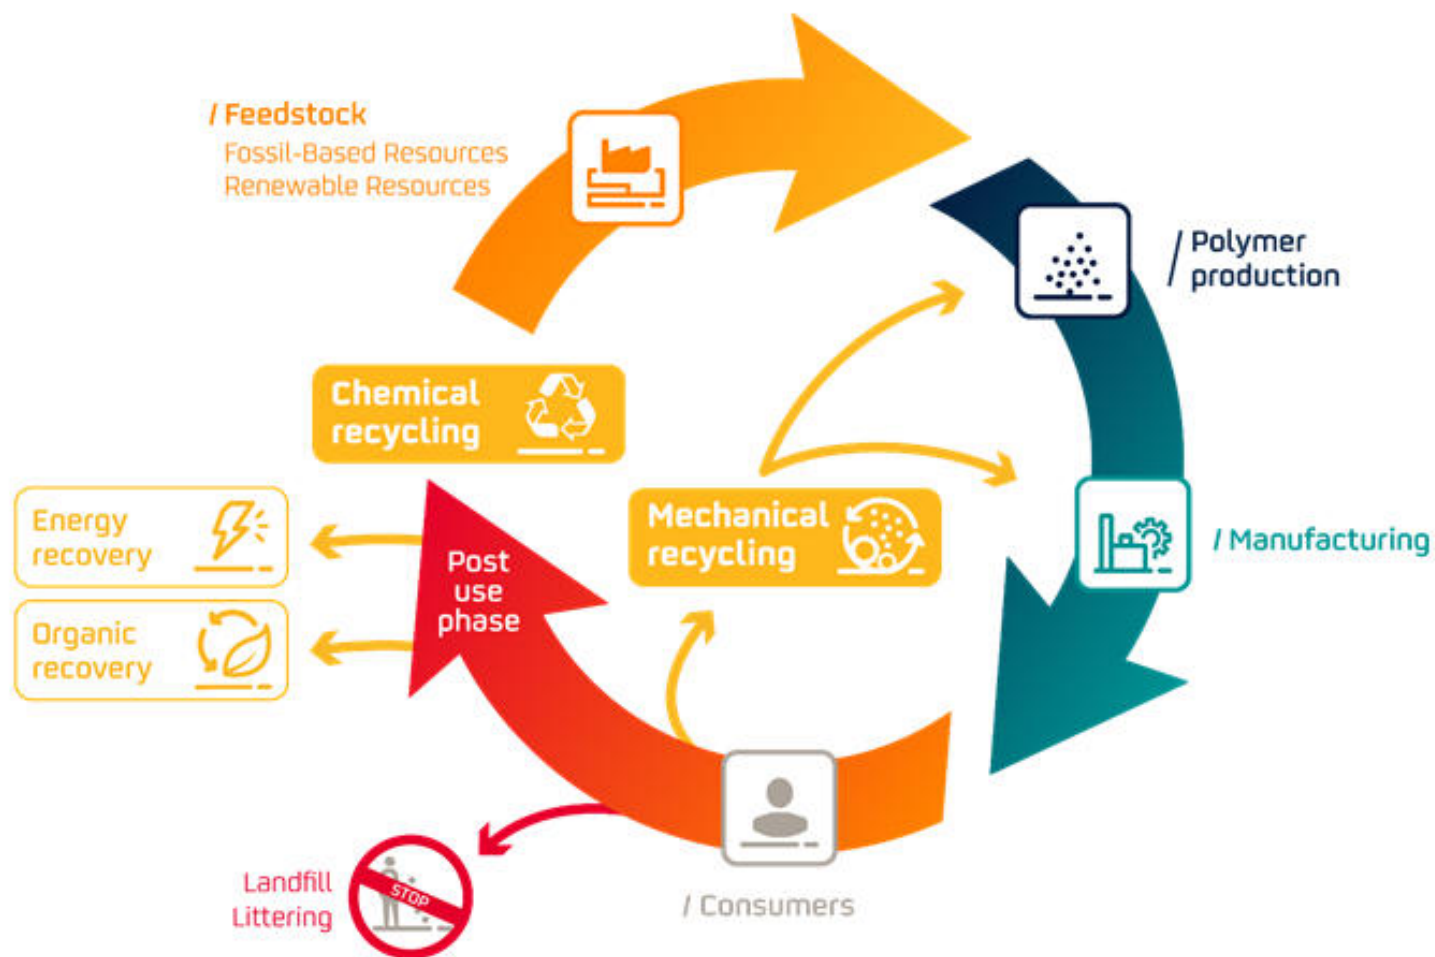 / Feedstock
Fossil-Based Resources
Renewable Resources
/ Polymer
production
Chemical
recycling
Mechanical
recycling
Energy
recovery
Organic
recovery
Post
use
phase
/ Manufacturing
Landfill
Littering
STOP
/ Consumers